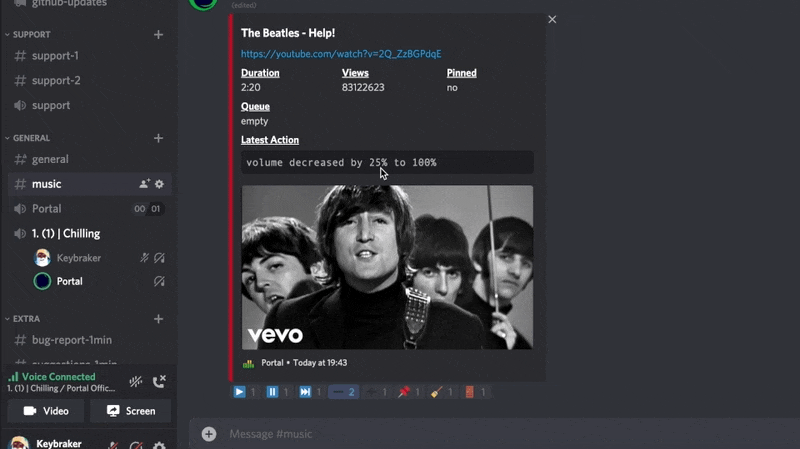 github-updates
SUPPORT
support-1
support-2
support
GENERAL
general
music
Portal 00 01
1. (1) | Chilling
Keybraker
Portal
EXTRA
bug-report-1min
suggestions-1min
Voice Connected
1. (1) | Chilling / Portal Offic...
Video Screen
Keybraker
(edited)
The Beatles - Help!
https://youtube.com/watch?v=2Q_ZzBGPdqE
Duration Views Pinned
2:20 83122623 no
Queue
empty
Latest Action
volume decreased by 25% to 100%
vevo
Portal • Today at 19:43
1 1 1 2 1 1 1 1
Message #music